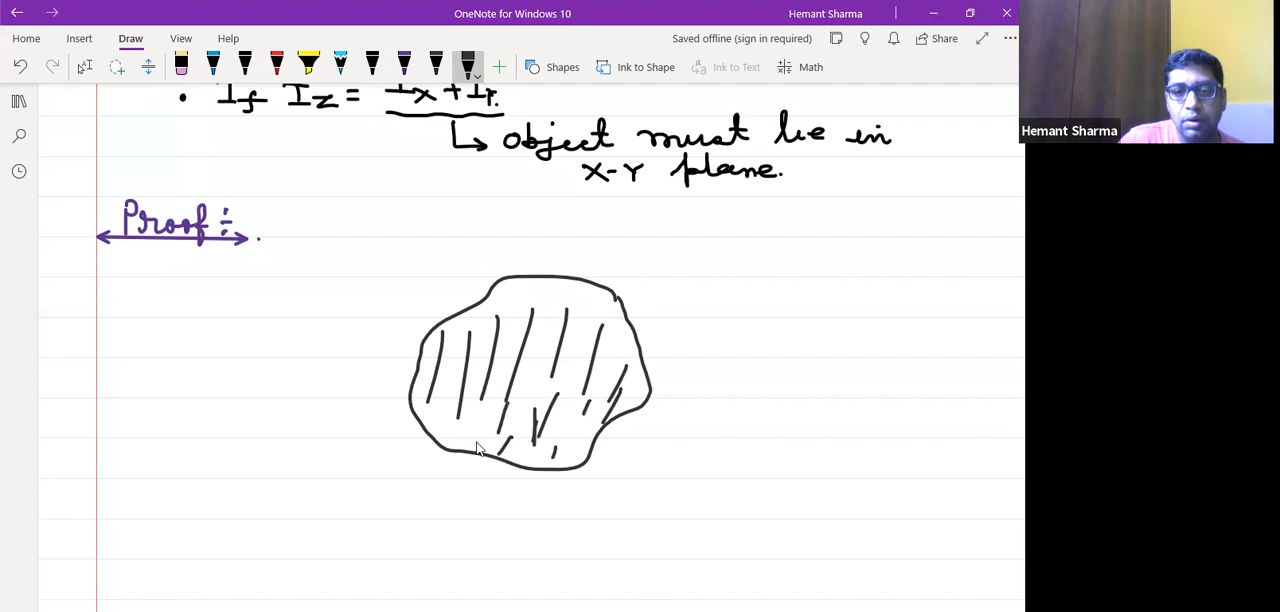 OneNote for Windows 10
Hemant Sharma
Home Insert Draw View Help
Saved offline (sign in required)
Share
Shapes
Ink to Shape
Ink to Text
Math
Hemant Sharma
• If Iz = Ix + Iy.
↳ object must lie in
X-Y plane.
Proof ÷